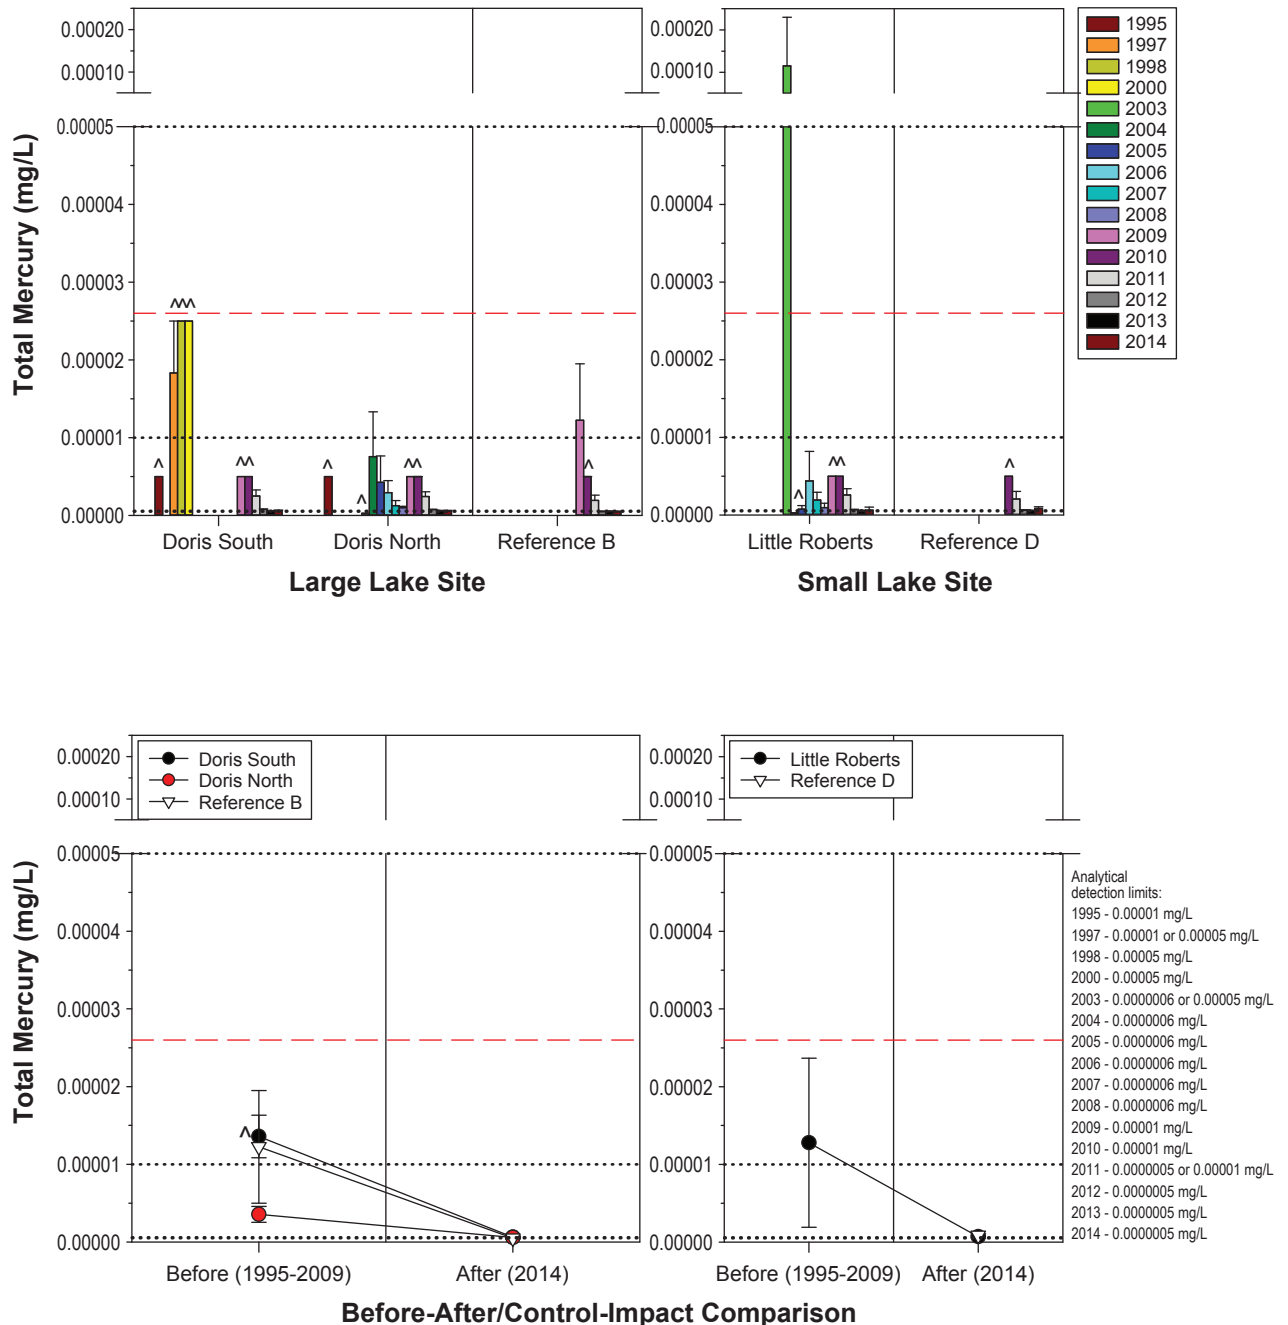 Total Mercury (mg/L)
0.00020
0.00010
0.00005
0.00004
0.00003
0.00002
0.00001
0.00000
^^^
^
^^
^
^
^^
^
Doris South
Doris North
Reference B
Large Lake Site
0.00020
0.00010
0.00005
0.00004
0.00003
0.00002
0.00001
0.00000
^
^^
^
Little Roberts
Reference D
Small Lake Site
1995
1997
1998
2000
2003
2004
2005
2006
2007
2008
2009
2010
2011
2012
2013
2014
Total Mercury (mg/L)
0.00020
0.00010
0.00005
0.00004
0.00003
0.00002
0.00001
0.00000
Doris South
Doris North
Reference B
^
Before (1995-2009)
After (2014)
0.00020
0.00010
0.00005
0.00004
0.00003
0.00002
0.00001
0.00000
Little Roberts
Reference D
Before (1995-2009)
After (2014)
Before-After/Control-Impact Comparison
Analytical
detection limits:
1995 - 0.00001 mg/L
1997 - 0.00001 or 0.00005 mg/L
1998 - 0.00005 mg/L
2000 - 0.00005 mg/L
2003 - 0.0000006 or 0.00005 mg/L
2004 - 0.0000006 mg/L
2005 - 0.0000006 mg/L
2006 - 0.0000006 mg/L
2007 - 0.0000006 mg/L
2008 - 0.0000006 mg/L
2009 - 0.00001 mg/L
2010 - 0.00001 mg/L
2011 - 0.0000005 or 0.00001 mg/L
2012 - 0.0000005 mg/L
2013 - 0.0000005 mg/L
2014 - 0.0000005 mg/L